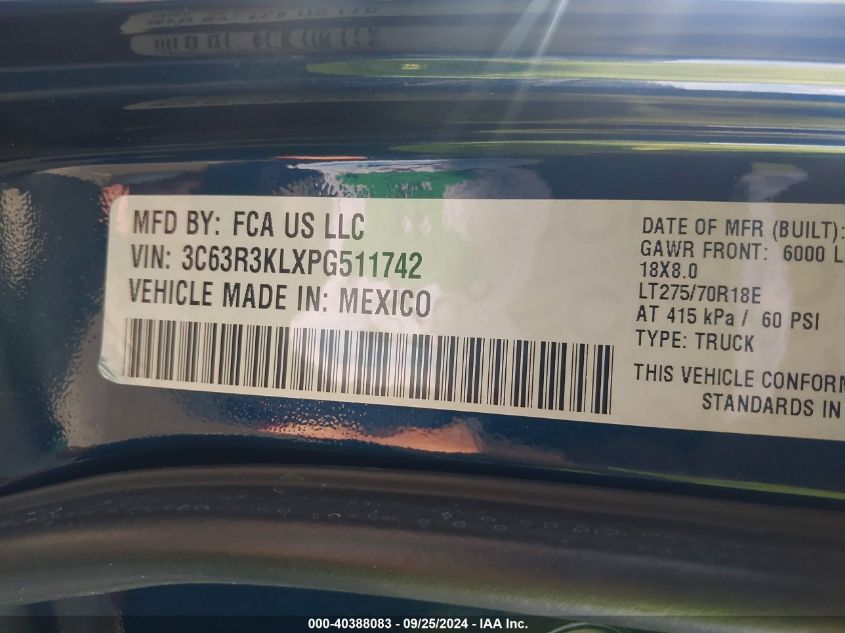 MFD BY: FCA US LLC
VIN: 3C63R3KLXPG511742
VEHICLE MADE IN: MEXICO
DATE OF MFR (BUILT):
GAWR FRONT: 6000 L
18X8.0
LT275/70R18E
AT 415 kPa / 60 PSI
TYPE: TRUCK
THIS VEHICLE CONFORM
STANDARDS IN
000-40388083 - 09/25/2024 - IAA Inc.